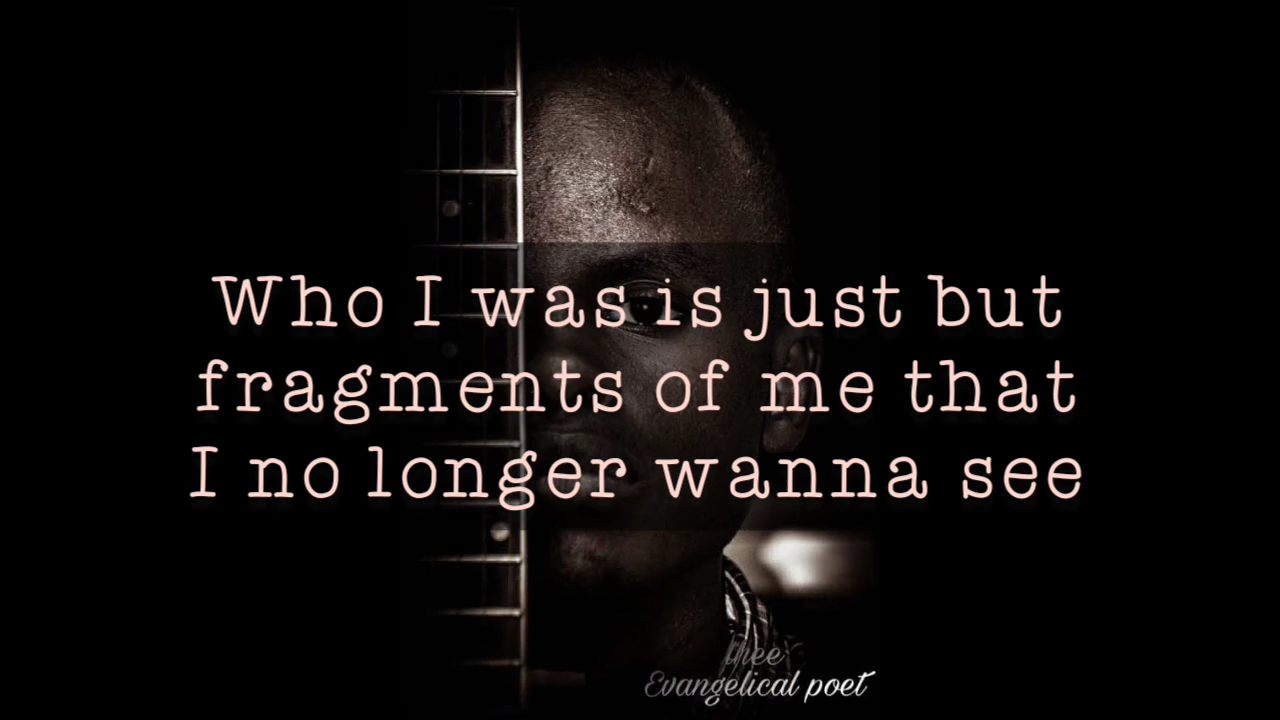 Who I was is just but
fragments of me that
I no longer wanna see
thee
Evangelical poet